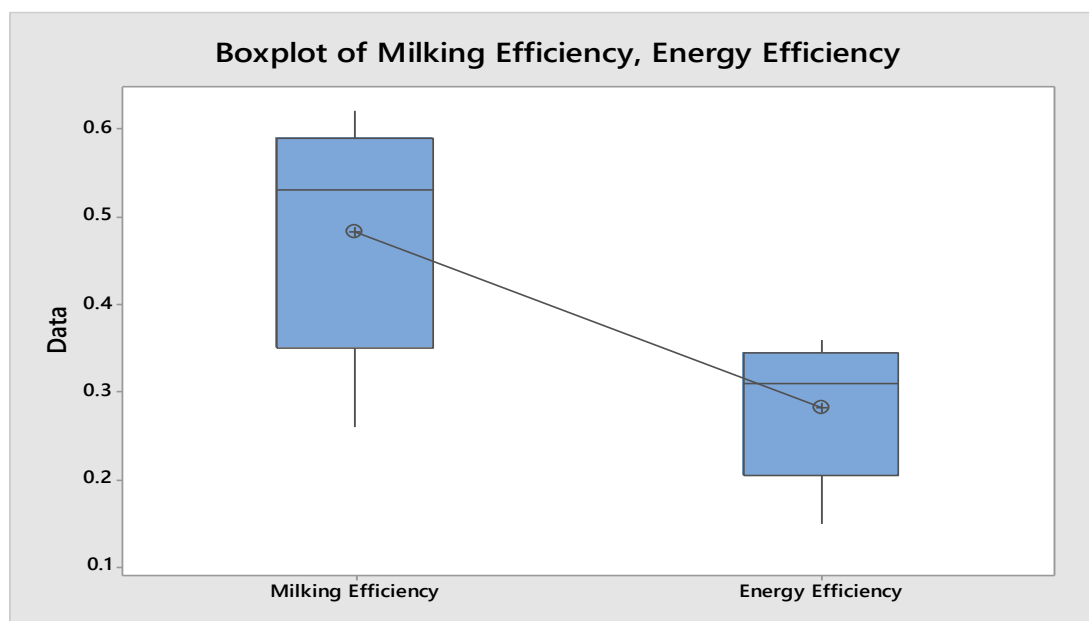 Boxplot of Milking Efficiency, Energy Efficiency
0.6
0.5
0.4
0.3
0.2
0.1
Data
Milking Efficiency
Energy Efficiency